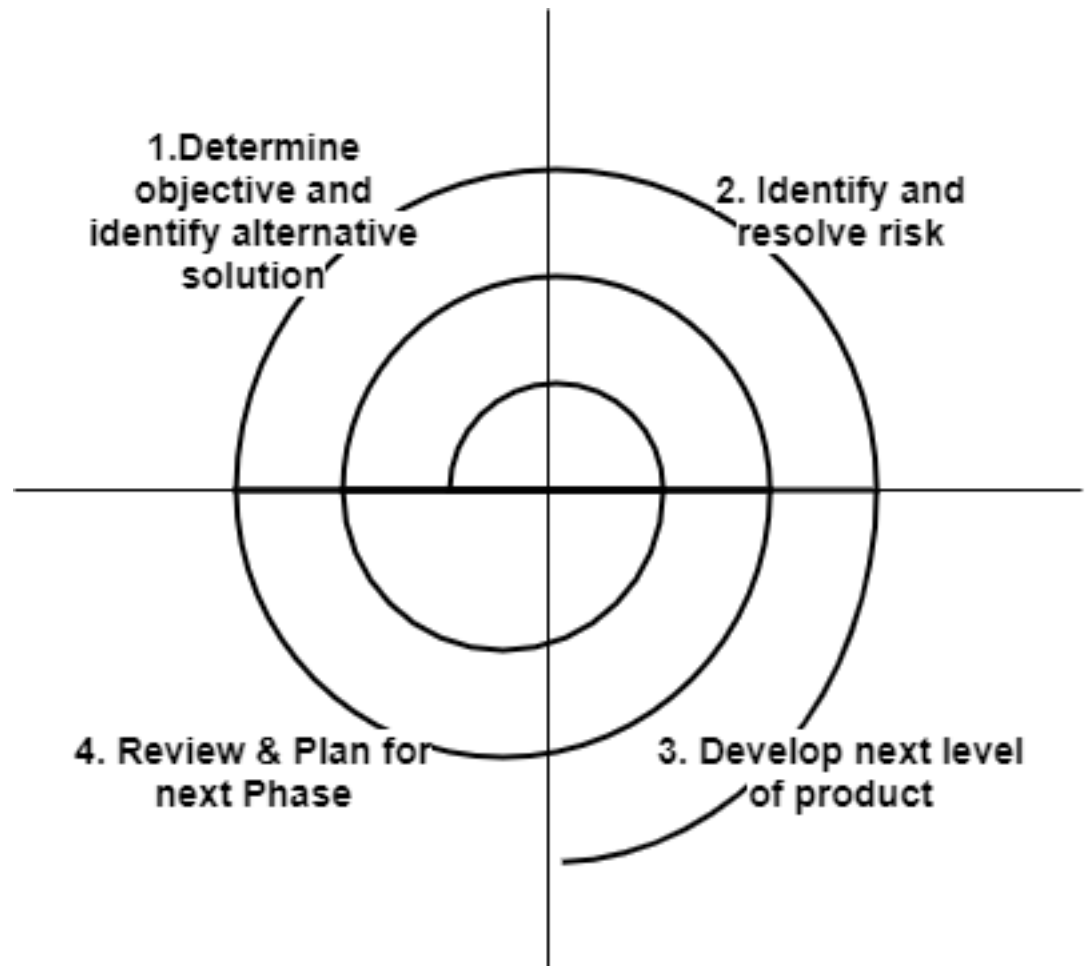 1.Determine
objective and
identify alternative
solution
2. Identify and
resolve risk
4. Review & Plan for
next Phase
3. Develop next level
of product